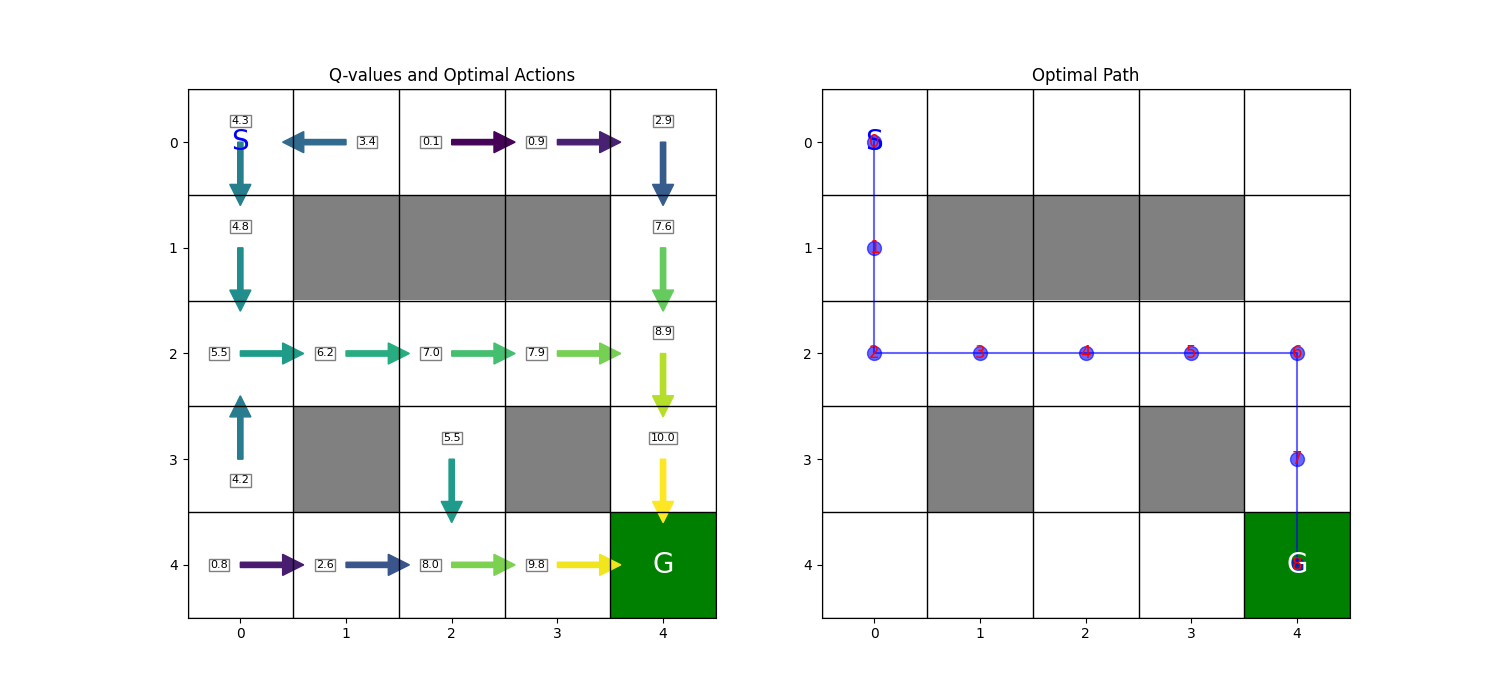 Q-values and Optimal Actions
0 4.3 S 3.4 0.1 0.9 2.9
1 4.8 7.6
2 5.5 6.2 7.0 7.9 8.9
3 4.2 5.5 10.0
4 0.8 2.6 8.0 9.8 G
0 1 2 3 4
Optimal Path
0 S
1 1
2 2 3 4 5 6
3 7
4 G
0 1 2 3 4